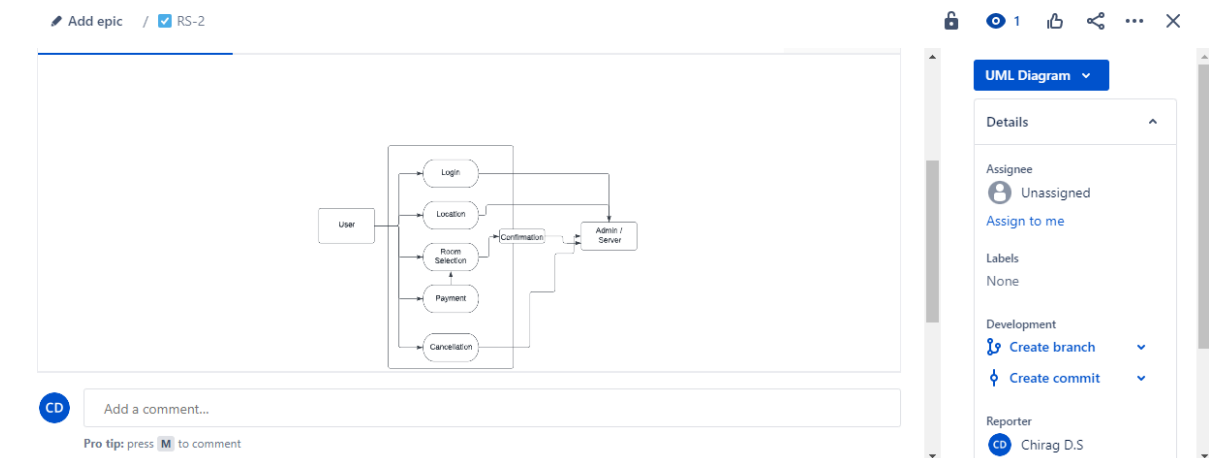 Add epic / RS-2
1
UML Diagram
Details
Assignee
Unassigned
Assign to me
Labels
None
Development
Create branch
Create commit
Reporter
CD Chirag D.S
User
Login
Location
Room
Selection
Payment
Cancellation
Confirmation
Admin /
Server
CD Add a comment...
Pro tip: press M to comment